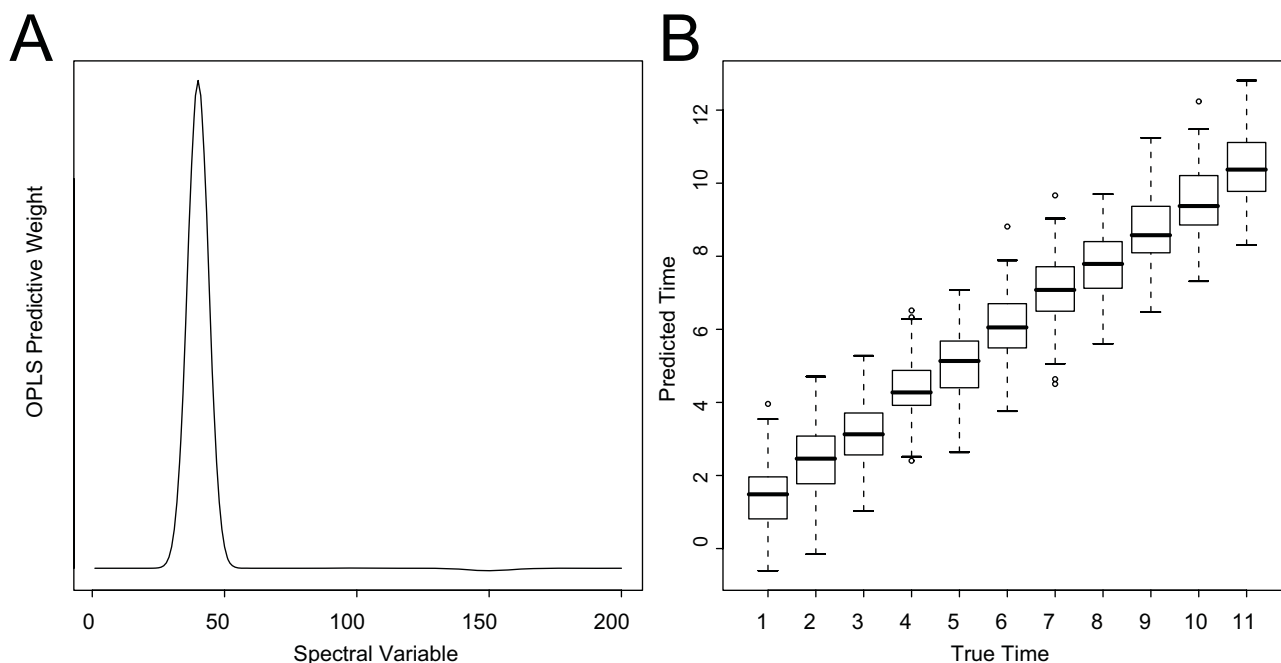 A
OPLS Predictive Weight
0 50 100 150 200
Spectral Variable
B
Predicted Time
12
10
8
6
4
2
0
1 2 3 4 5 6 7 8 9 10 11
True Time